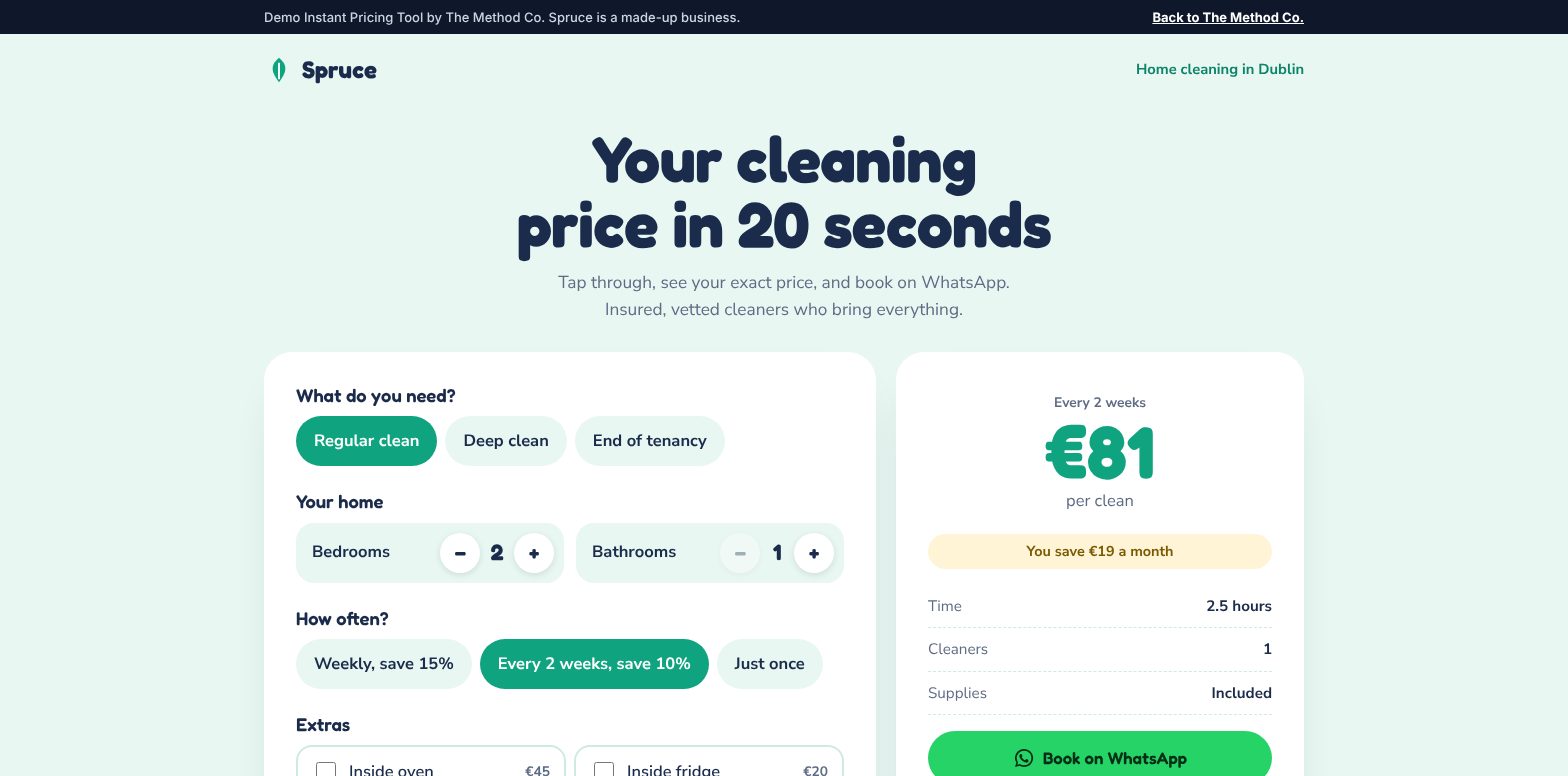 Demo Instant Pricing Tool by The Method Co. Spruce is a made-up business.
Back to The Method Co.
Spruce
Home cleaning in Dublin
Your cleaning
price in 20 seconds
Tap through, see your exact price, and book on WhatsApp.
Insured, vetted cleaners who bring everything.
What do you need?
Regular clean
Deep clean
End of tenancy
Your home
Bedrooms
−
2
+
Bathrooms
−
1
+
How often?
Weekly, save 15%
Every 2 weeks, save 10%
Just once
Extras
Inside oven
€45
Inside fridge
€20
Every 2 weeks
€81
per clean
You save €19 a month
Time
2.5 hours
Cleaners
1
Supplies
Included
Book on WhatsApp